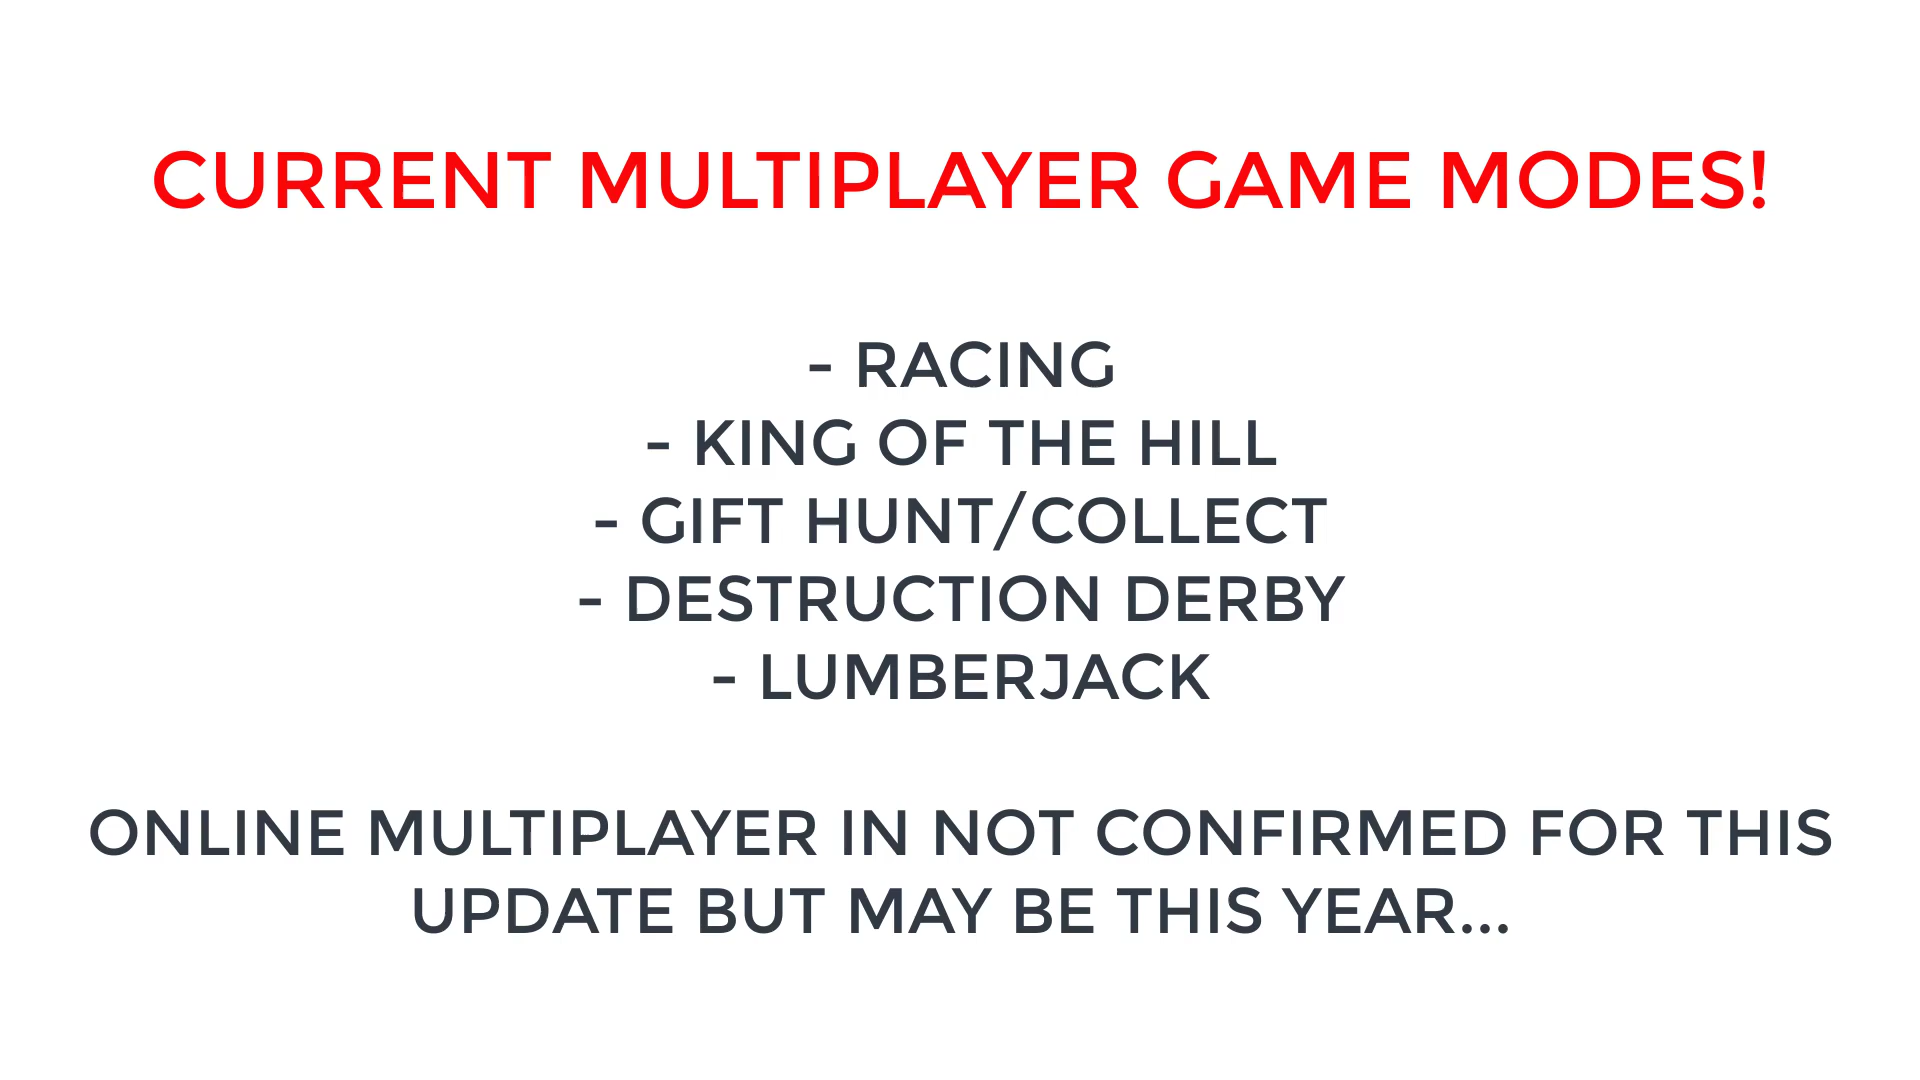 CURRENT MULTIPLAYER GAME MODES!
- RACING
- KING OF THE HILL
- GIFT HUNT/COLLECT
- DESTRUCTION DERBY
- LUMBERJACK
ONLINE MULTIPLAYER IN NOT CONFIRMED FOR THIS
UPDATE BUT MAY BE THIS YEAR...